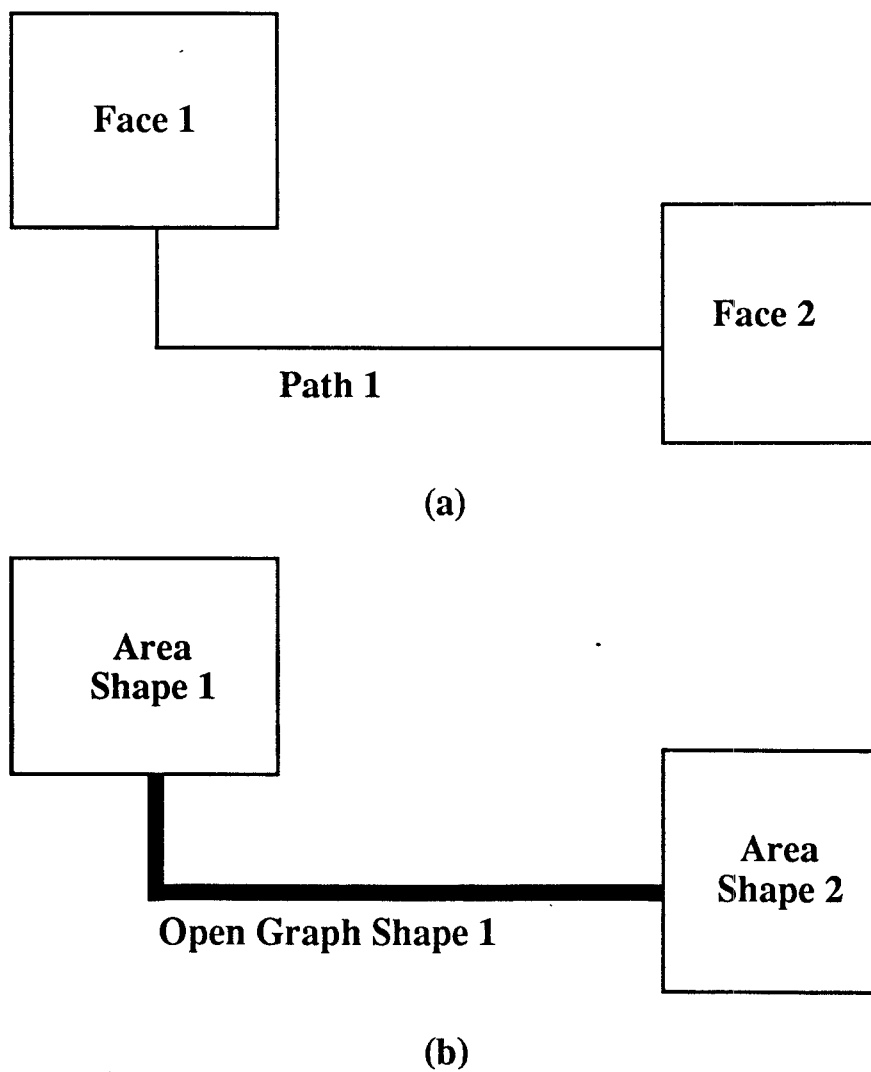 Face 1
Face 2
Path 1
(a)
Area
Shape 1
Area
Shape 2
Open Graph Shape 1
(b)